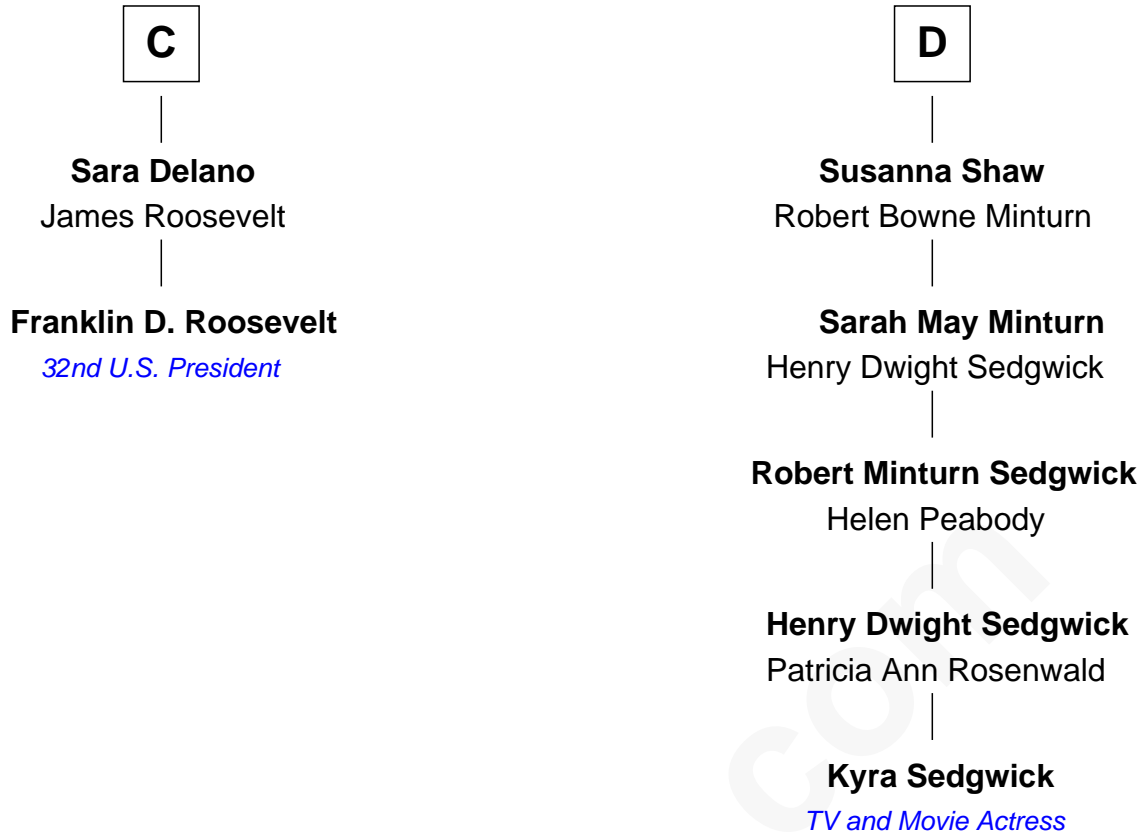 C
Sara Delano
James Roosevelt
Franklin D. Roosevelt
32nd U.S. President
D
Susanna Shaw
Robert Bowne Minturn
Sarah May Minturn
Henry Dwight Sedgwick
Robert Minturn Sedgwick
Helen Peabody
Henry Dwight Sedgwick
Patricia Ann Rosenwald
Kyra Sedgwick
TV and Movie Actress
com